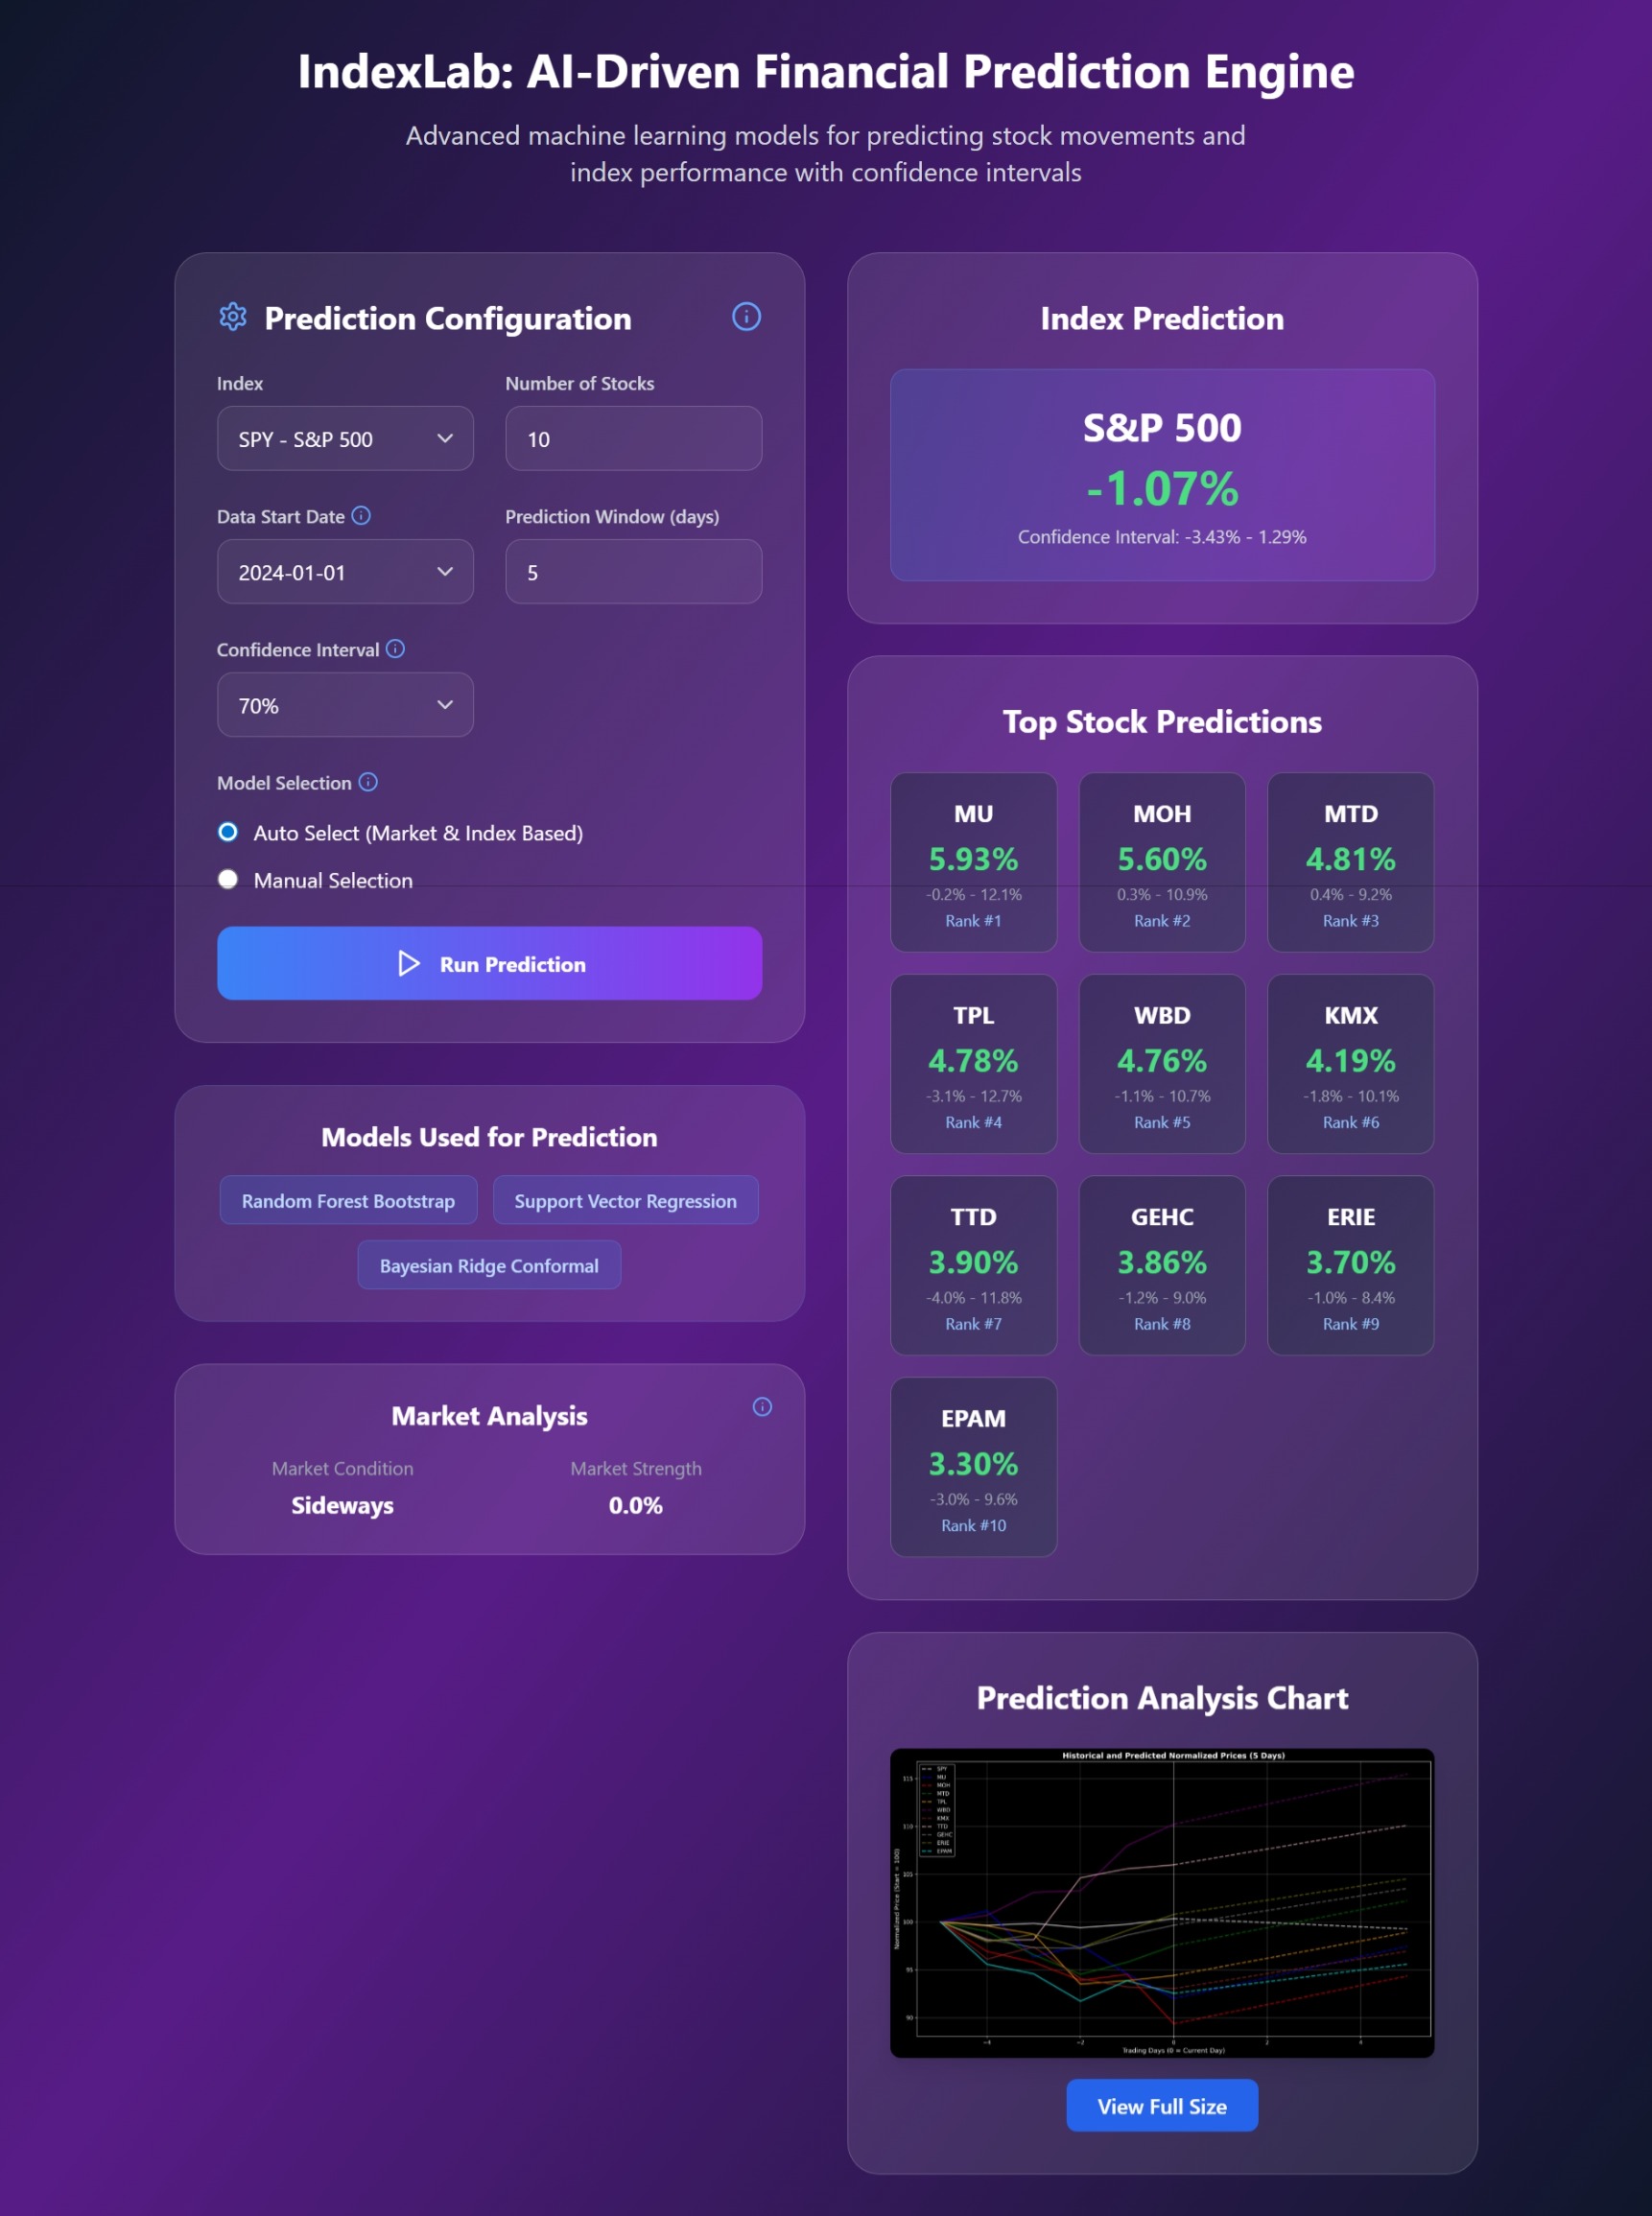 IndexLab: AI-Driven Financial Prediction Engine
Advanced machine learning models for predicting stock movements and
index performance with confidence intervals
Prediction Configuration
Index
Number of Stocks
SPY - S&P 500
10
Data Start Date
Prediction Window (days)
2024-01-01
5
Confidence Interval
70%
Model Selection
Auto Select (Market & Index Based)
Manual Selection
Run Prediction
Models Used for Prediction
Random Forest Bootstrap
Support Vector Regression
Bayesian Ridge Conformal
Market Analysis
Market Condition
Market Strength
Sideways
0.0%
Index Prediction
S&P 500
-1.07%
Confidence Interval: -3.43% - 1.29%
Top Stock Predictions
MU
5.93%
-0.2% - 12.1%
Rank #1
MOH
5.60%
0.3% - 10.9%
Rank #2
MTD
4.81%
0.4% - 9.2%
Rank #3
TPL
4.78%
-3.1% - 12.7%
Rank #4
WBD
4.76%
-1.1% - 10.7%
Rank #5
KMX
4.19%
-1.8% - 10.1%
Rank #6
TTD
3.90%
-4.0% - 11.8%
Rank #7
GEHC
3.86%
-1.2% - 9.0%
Rank #8
ERIE
3.70%
-1.0% - 8.4%
Rank #9
EPAM
3.30%
-3.0% - 9.6%
Rank #10
Prediction Analysis Chart
Historical and Predicted Normalized Prices (5 Days)
SPY
MU
MOH
MTD
TPL
WBD
KMX
TTD
GEHC
ERIE
EPAM
115
110
105
100
95
90
Normalized Price (Start = 100)
-4
-2
0
2
4
Trading Days (0 = Current Day)
View Full Size